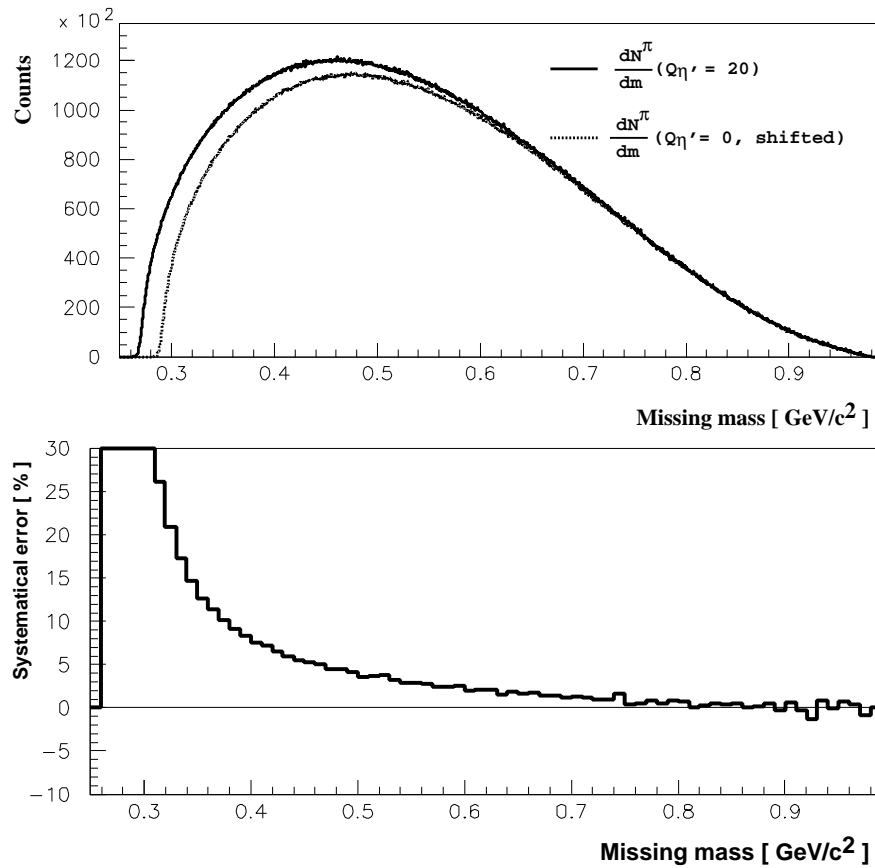 × 10²
Counts
1200
1000
800
600
400
200
0
dN^π/dm (Qη′= 20)
dN^π/dm (Qη′= 0, shifted)
0.3 0.4 0.5 0.6 0.7 0.8 0.9
Missing mass [ GeV/c² ]
Systematical error [ % ]
30
25
20
15
10
5
0
−5
−10
0.3 0.4 0.5 0.6 0.7 0.8 0.9
Missing mass [ GeV/c² ]